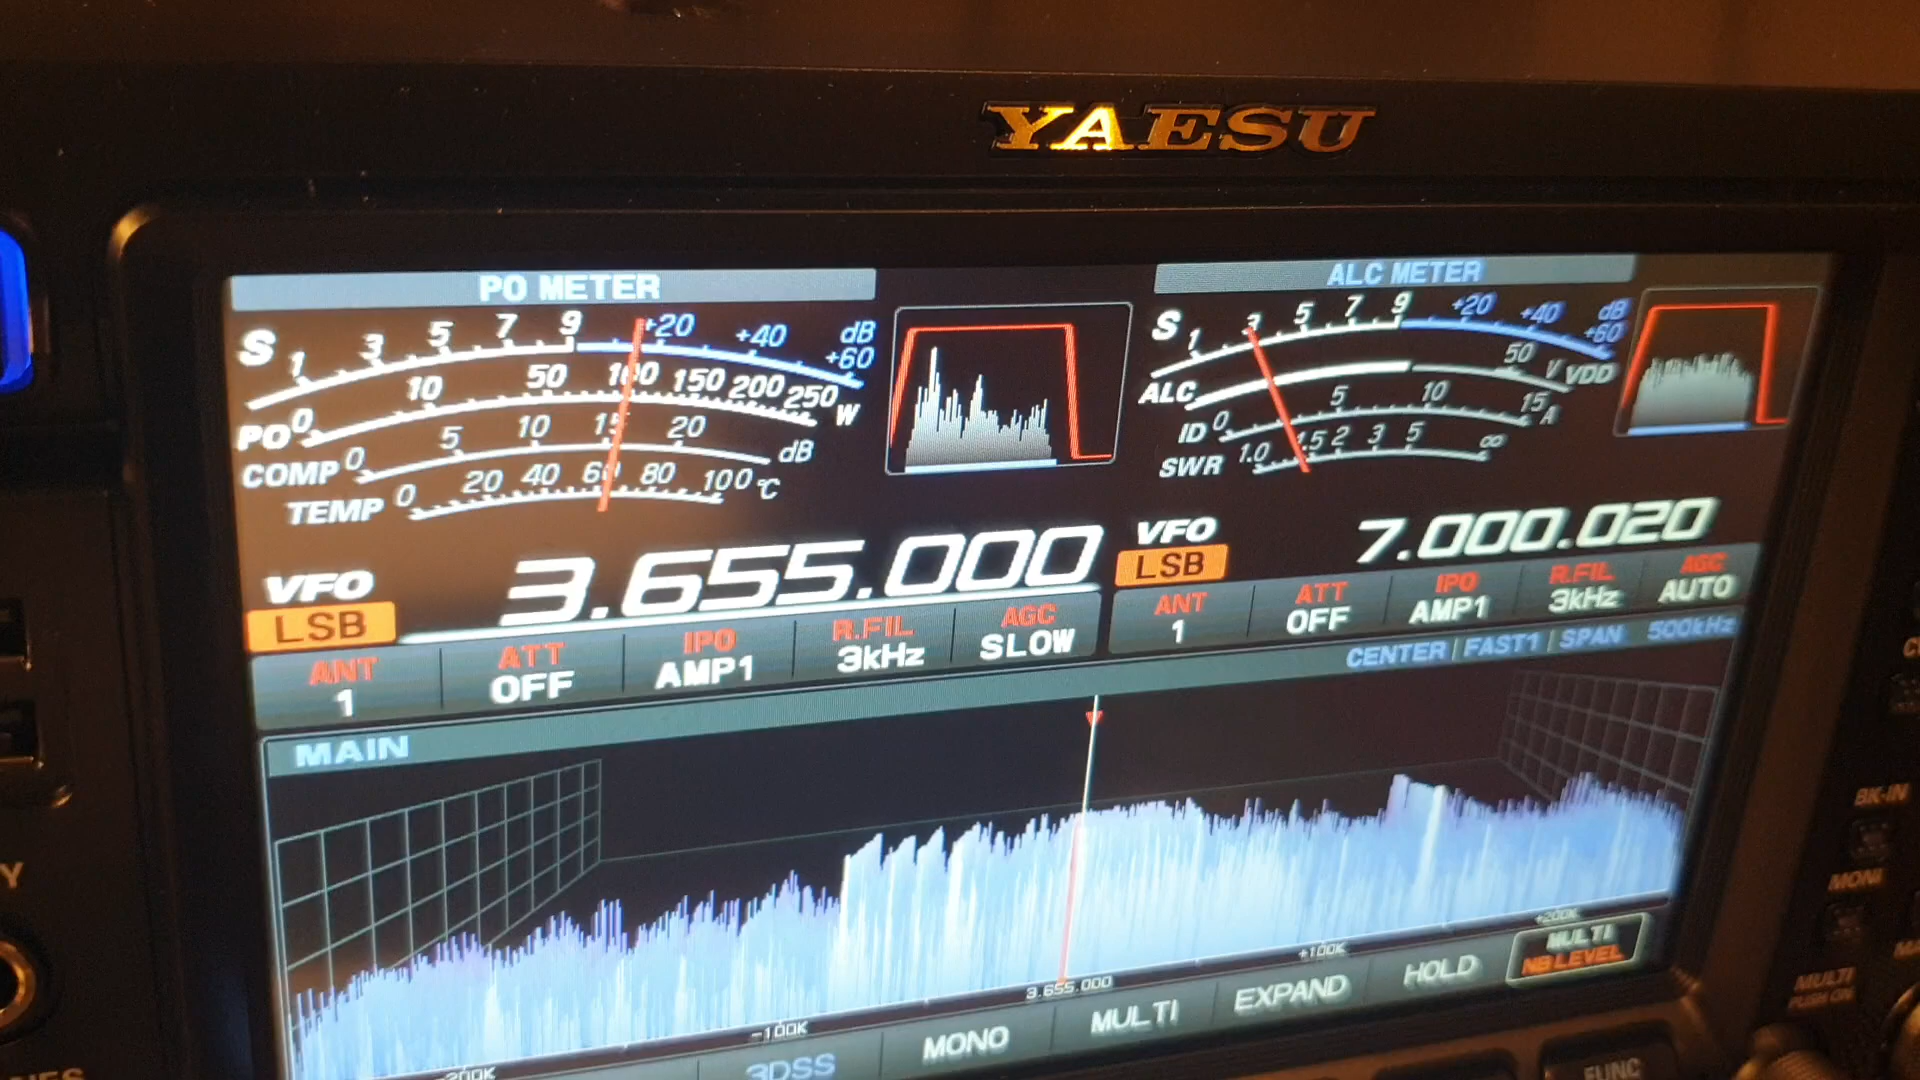 YAESU
PO METER
S 1 3 5 7 9 +20 +40 +60 dB
PO 0 10 50 100 150 200 250 W
COMP 0 5 10 15 20 dB
TEMP 0 20 40 60 80 100 °C
VFO
LSB
3.655.000
ANT 1
ATT OFF
IPO AMP1
R.FIL 3kHz
AGC SLOW
ALC METER
S 1 3 5 7 9 +20 +40 +60 dB
ALC 50 V VDD
ID 0 5 10 15 A
SWR 1.0 1.5 2 3 5 ∞
VFO
LSB
7.000.020
ANT 1
ATT OFF
IPO AMP1
R.FIL 3kHz
AGC AUTO
CENTER | FAST1 | SPAN 500kHz
MAIN
-200K -100K 3.655.000 +100K +200K
3DSS
MONO
MULTI
EXPAND
HOLD
MULTI
NB LEVEL
BK-IN
MONI
MULTI
PUSH ON
FUNC